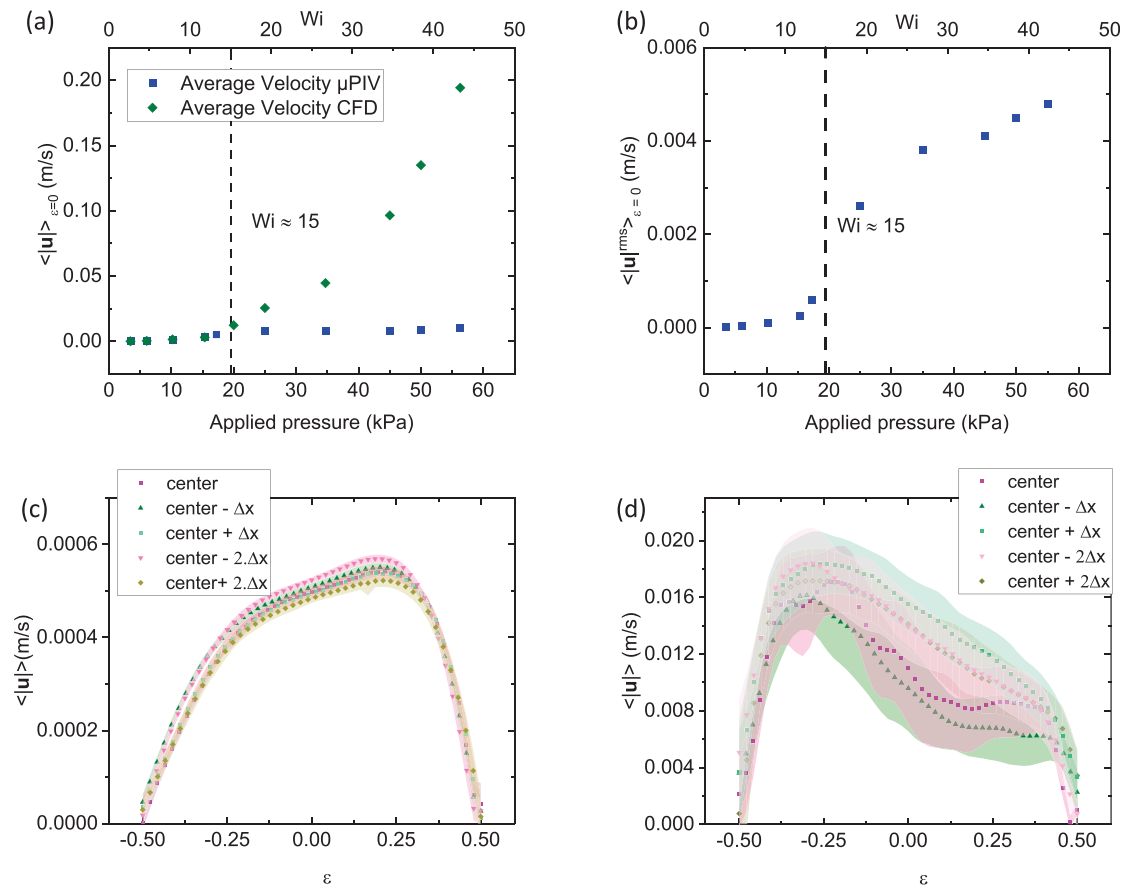 (a)
Wi
0 10 20 30 40 50
0.20
0.15
0.10
0.05
0.00
<|u|> ε=0 (m/s)
Average Velocity μPIV
Average Velocity CFD
Wi ≈ 15
0 10 20 30 40 50 60
Applied pressure (kPa)
(b)
Wi
0 10 20 30 40 50
0.006
0.004
0.002
0.000
<|u|rms> ε = 0 (m/s)
Wi ≈ 15
0 10 20 30 40 50 60
Applied pressure (kPa)
(c)
center
center - Δx
center + Δx
center - 2.Δx
center+ 2.Δx
0.0006
0.0004
0.0002
0.0000
<|u|>(m/s)
-0.50 -0.25 0.00 0.25 0.50
ε
(d)
center
center - Δx
center + Δx
center - 2Δx
center + 2Δx
0.020
0.016
0.012
0.008
0.004
0.000
<|u|> (m/s)
-0.50 -0.25 0.00 0.25 0.50
ε